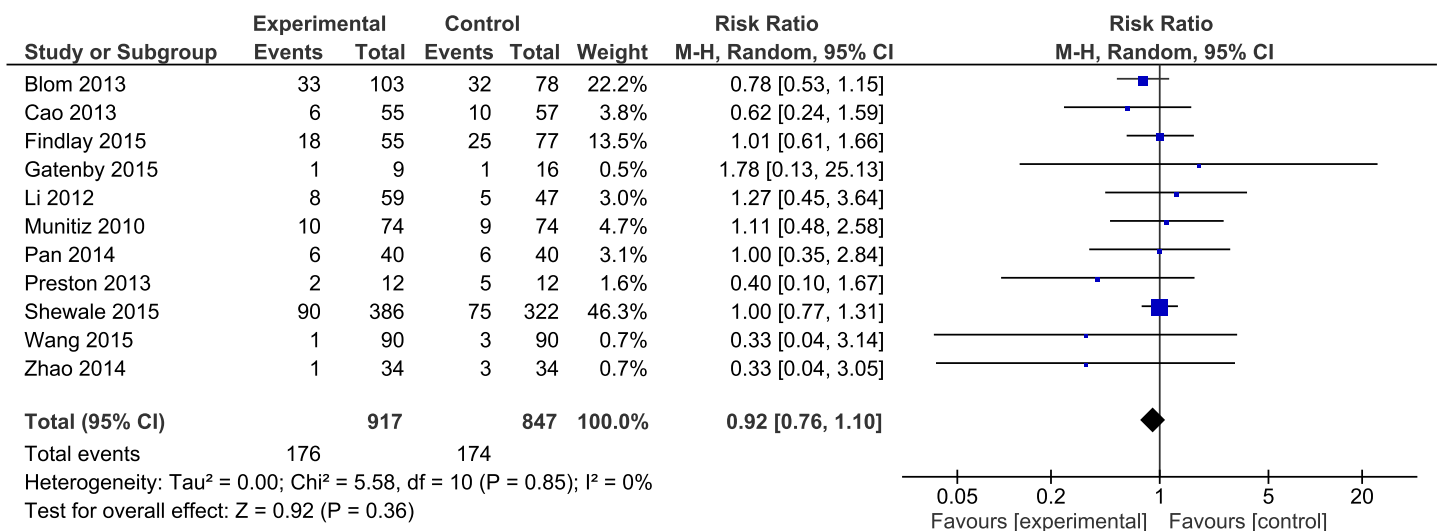 Experimental Control Risk Ratio Risk Ratio
Study or Subgroup Events Total Events Total Weight M-H, Random, 95% CI M-H, Random, 95% CI
Blom 2013 33 103 32 78 22.2% 0.78 [0.53, 1.15]
Cao 2013 6 55 10 57 3.8% 0.62 [0.24, 1.59]
Findlay 2015 18 55 25 77 13.5% 1.01 [0.61, 1.66]
Gatenby 2015 1 9 1 16 0.5% 1.78 [0.13, 25.13]
Li 2012 8 59 5 47 3.0% 1.27 [0.45, 3.64]
Munitiz 2010 10 74 9 74 4.7% 1.11 [0.48, 2.58]
Pan 2014 6 40 6 40 3.1% 1.00 [0.35, 2.84]
Preston 2013 2 12 5 12 1.6% 0.40 [0.10, 1.67]
Shewale 2015 90 386 75 322 46.3% 1.00 [0.77, 1.31]
Wang 2015 1 90 3 90 0.7% 0.33 [0.04, 3.14]
Zhao 2014 1 34 3 34 0.7% 0.33 [0.04, 3.05]
Total (95% CI) 917 847 100.0% 0.92 [0.76, 1.10]
Total events 176 174
Heterogeneity: Tau² = 0.00; Chi² = 5.58, df = 10 (P = 0.85); I² = 0%
Test for overall effect: Z = 0.92 (P = 0.36)
0.05 0.2 1 5 20
Favours [experimental] Favours [control]